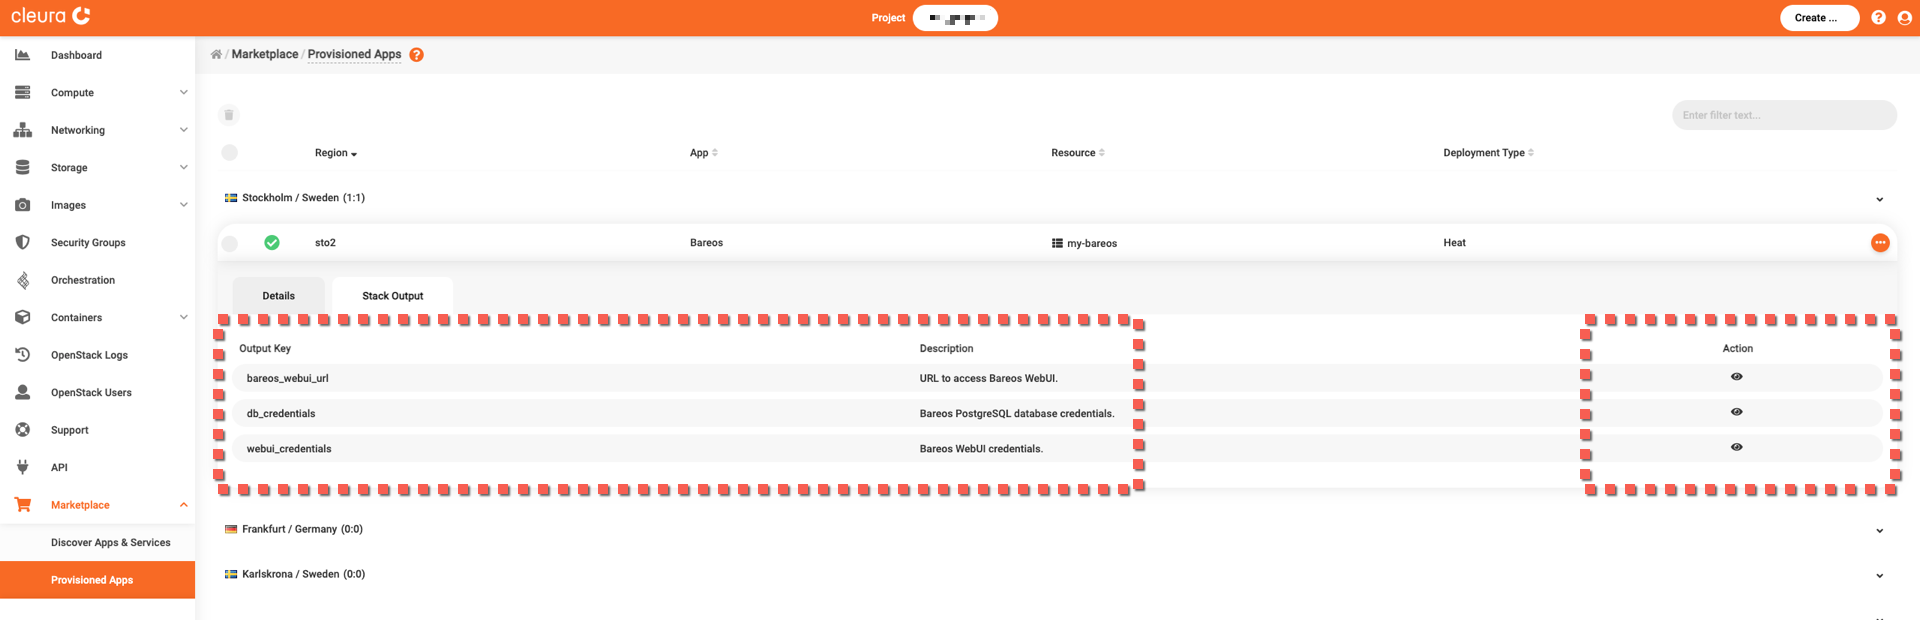 cleura
Project
Create ...
Dashboard
Compute
Networking
Storage
Images
Security Groups
Orchestration
Containers
OpenStack Logs
OpenStack Users
Support
API
Marketplace
Discover Apps & Services
Provisioned Apps
/ Marketplace / Provisioned Apps ?
Enter filter text...
Region App Resource Deployment Type
Stockholm / Sweden (1:1)
sto2 Bareos my-bareos Heat
Details Stack Output
Output Key Description Action
bareos_webui_url URL to access Bareos WebUI.
db_credentials Bareos PostgreSQL database credentials.
webui_credentials Bareos WebUI credentials.
Frankfurt / Germany (0:0)
Karlskrona / Sweden (0:0)